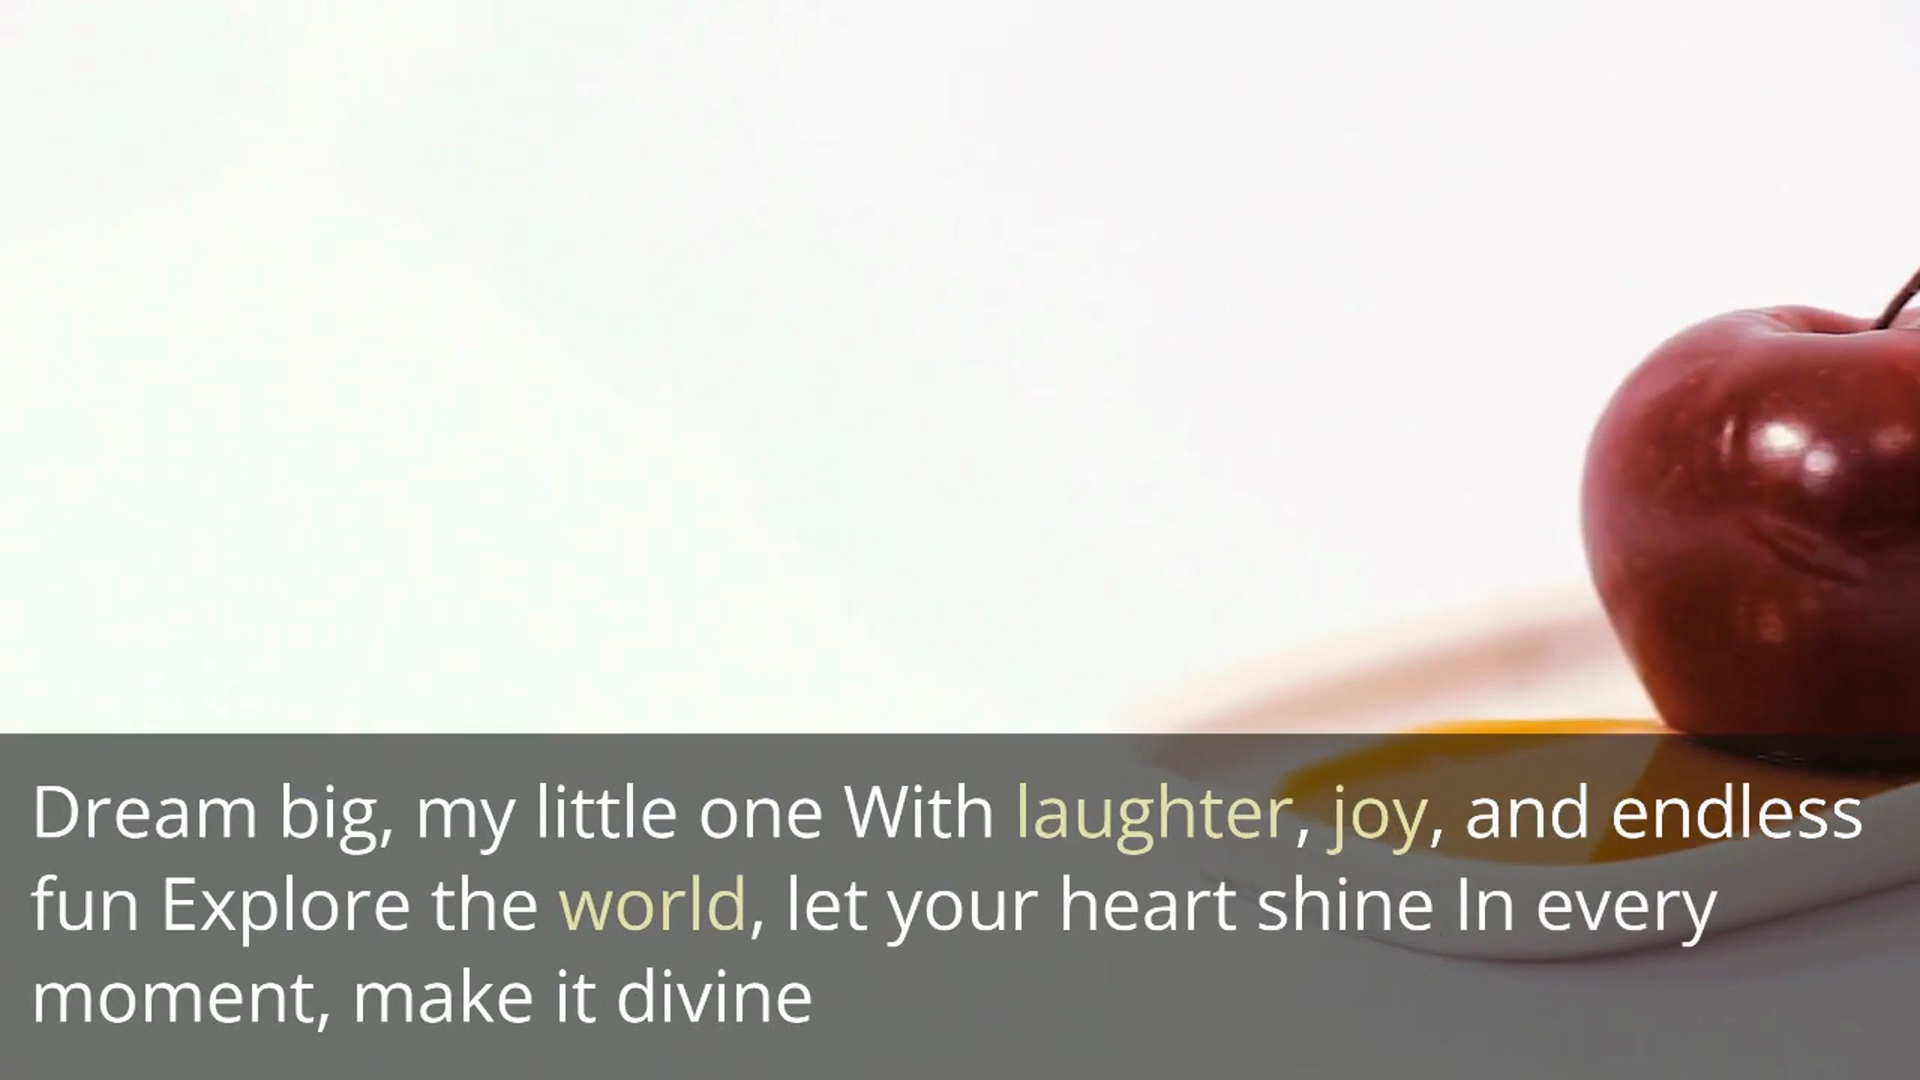 Dream big, my little one With laughter, joy, and endless
fun Explore the world, let your heart shine In every
moment, make it divine